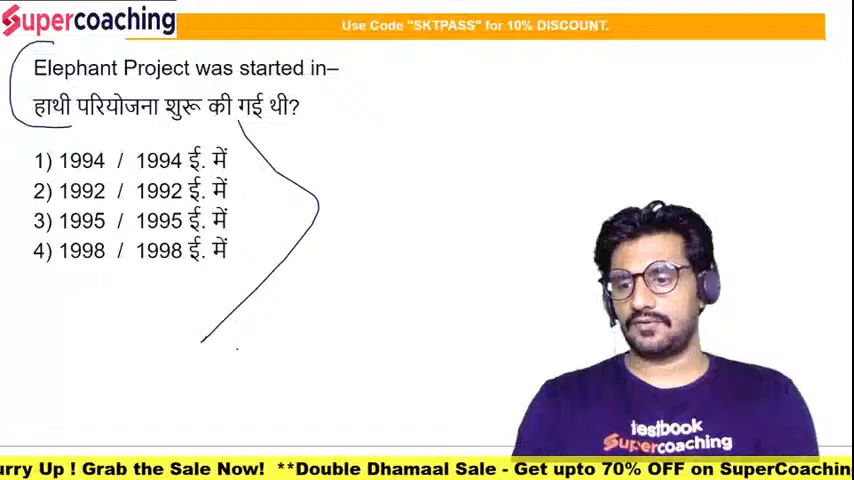 Supercoaching
Use Code "SKTPASS" for 10% DISCOUNT.
Elephant Project was started in–
हाथी परियोजना शुरू की गई थी?
1) 1994 / 1994 ई. में
2) 1992 / 1992 ई. में
3) 1995 / 1995 ई. में
4) 1998 / 1998 ई. में
testbook
Supercoaching
urry Up ! Grab the Sale Now! **Double Dhamaal Sale - Get upto 70% OFF on SuperCoachin